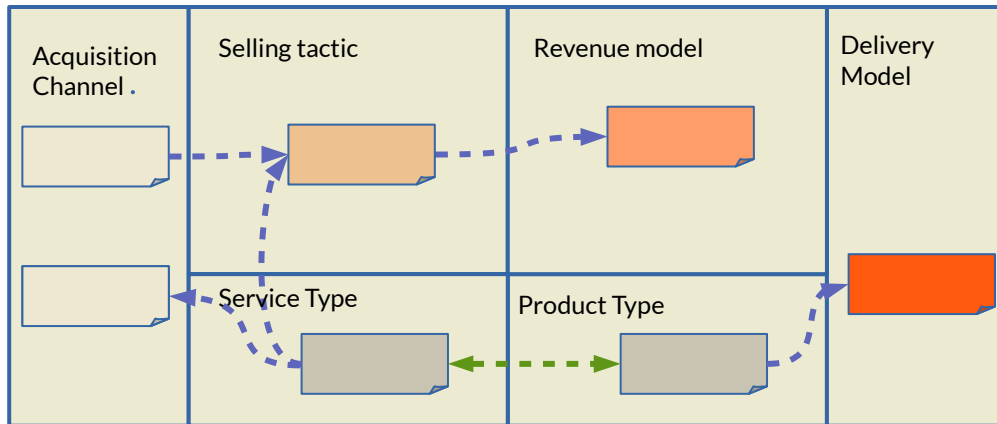 Acquisition
Channel .
Selling tactic
Revenue model
Delivery
Model
Service Type
Product Type